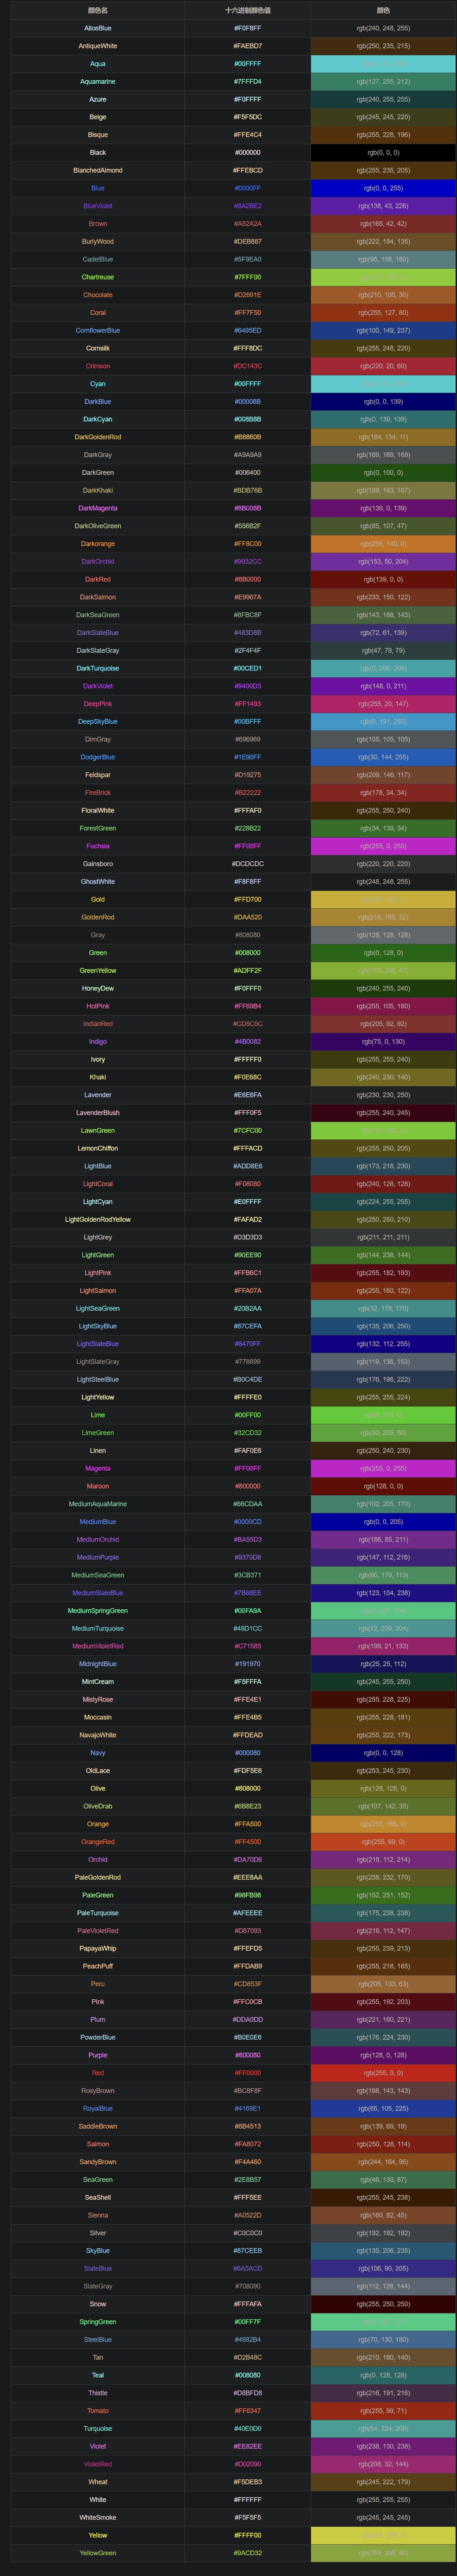 颜色名 十六进制颜色值 颜色
AliceBlue #F0F8FF rgb(240, 248, 255)
AntiqueWhite #FAEBD7 rgb(250, 235, 215)
Aqua #00FFFF
Aquamarine #7FFFD4 rgb(127, 255, 212)
Azure #F0FFFF rgb(240, 255, 255)
Beige #F5F5DC rgb(245, 245, 220)
Bisque #FFE4C4 rgb(255, 228, 196)
Black #000000 rgb(0, 0, 0)
BlanchedAlmond #FFEBCD rgb(255, 235, 205)
Blue #0000FF rgb(0, 0, 255)
BlueViolet #8A2BE2 rgb(138, 43, 226)
Brown #A52A2A rgb(165, 42, 42)
BurlyWood #DEB887 rgb(222, 184, 135)
CadetBlue #5F9EA0 rgb(95, 158, 160)
Chartreuse #7FFF00
Chocolate #D2691E rgb(210, 105, 30)
Coral #FF7F50 rgb(255, 127, 80)
CornflowerBlue #6495ED rgb(100, 149, 237)
Cornsilk #FFF8DC rgb(255, 248, 220)
Crimson #DC143C rgb(220, 20, 60)
Cyan #00FFFF
DarkBlue #00008B rgb(0, 0, 139)
DarkCyan #008B8B rgb(0, 139, 139)
DarkGoldenRod #B8860B rgb(184, 134, 11)
DarkGray #A9A9A9 rgb(169, 169, 169)
DarkGreen #006400 rgb(0, 100, 0)
DarkKhaki #BDB76B rgb(189, 183, 107)
DarkMagenta #8B008B rgb(139, 0, 139)
DarkOliveGreen #556B2F rgb(85, 107, 47)
Darkorange #FF8C00 rgb(255, 140, 0)
DarkOrchid #9932CC rgb(153, 50, 204)
DarkRed #8B0000 rgb(139, 0, 0)
DarkSalmon #E9967A rgb(233, 150, 122)
DarkSeaGreen #8FBC8F rgb(143, 188, 143)
DarkSlateBlue #483D8B rgb(72, 61, 139)
DarkSlateGray #2F4F4F rgb(47, 79, 79)
DarkTurquoise #00CED1 rgb(0, 206, 209)
DarkViolet #9400D3 rgb(148, 0, 211)
DeepPink #FF1493 rgb(255, 20, 147)
DeepSkyBlue #00BFFF rgb(0, 191, 255)
DimGray #696969 rgb(105, 105, 105)
DodgerBlue #1E90FF rgb(30, 144, 255)
Feldspar #D19275 rgb(209, 146, 117)
FireBrick #B22222 rgb(178, 34, 34)
FloralWhite #FFFAF0 rgb(255, 250, 240)
ForestGreen #228B22 rgb(34, 139, 34)
Fuchsia #FF00FF rgb(255, 0, 255)
Gainsboro #DCDCDC rgb(220, 220, 220)
GhostWhite #F8F8FF rgb(248, 248, 255)
Gold #FFD700
GoldenRod #DAA520 rgb(218, 165, 32)
Gray #808080 rgb(128, 128, 128)
Green #008000 rgb(0, 128, 0)
GreenYellow #ADFF2F rgb(173, 255, 47)
HoneyDew #F0FFF0 rgb(240, 255, 240)
HotPink #FF69B4 rgb(255, 105, 180)
IndianRed #CD5C5C rgb(205, 92, 92)
Indigo #4B0082 rgb(75, 0, 130)
Ivory #FFFFF0 rgb(255, 255, 240)
Khaki #F0E68C rgb(240, 230, 140)
Lavender #E6E6FA rgb(230, 230, 250)
LavenderBlush #FFF0F5 rgb(255, 240, 245)
LawnGreen #7CFC00
LemonChiffon #FFFACD rgb(255, 250, 205)
LightBlue #ADD8E6 rgb(173, 216, 230)
LightCoral #F08080 rgb(240, 128, 128)
LightCyan #E0FFFF rgb(224, 255, 255)
LightGoldenRodYellow #FAFAD2 rgb(250, 250, 210)
LightGrey #D3D3D3 rgb(211, 211, 211)
LightGreen #90EE90 rgb(144, 238, 144)
LightPink #FFB6C1 rgb(255, 182, 193)
LightSalmon #FFA07A rgb(255, 160, 122)
LightSeaGreen #20B2AA rgb(32, 178, 170)
LightSkyBlue #87CEFA rgb(135, 206, 250)
LightSlateBlue #8470FF rgb(132, 112, 255)
LightSlateGray #778899 rgb(119, 136, 153)
LightSteelBlue #B0C4DE rgb(176, 196, 222)
LightYellow #FFFFE0 rgb(255, 255, 224)
Lime #00FF00
LimeGreen #32CD32 rgb(50, 205, 50)
Linen #FAF0E6 rgb(250, 240, 230)
Magenta #FF00FF rgb(255, 0, 255)
Maroon #800000 rgb(128, 0, 0)
MediumAquaMarine #66CDAA rgb(102, 205, 170)
MediumBlue #0000CD rgb(0, 0, 205)
MediumOrchid #BA55D3 rgb(186, 85, 211)
MediumPurple #9370D8 rgb(147, 112, 216)
MediumSeaGreen #3CB371 rgb(60, 179, 113)
MediumSlateBlue #7B68EE rgb(123, 104, 238)
MediumSpringGreen #00FA9A
MediumTurquoise #48D1CC rgb(72, 209, 204)
MediumVioletRed #C71585 rgb(199, 21, 133)
MidnightBlue #191970 rgb(25, 25, 112)
MintCream #F5FFFA rgb(245, 255, 250)
MistyRose #FFE4E1 rgb(255, 228, 225)
Moccasin #FFE4B5 rgb(255, 228, 181)
NavajoWhite #FFDEAD rgb(255, 222, 173)
Navy #000080 rgb(0, 0, 128)
OldLace #FDF5E6 rgb(253, 245, 230)
Olive #808000 rgb(128, 128, 0)
OliveDrab #6B8E23 rgb(107, 142, 35)
Orange #FFA500 rgb(255, 165, 0)
OrangeRed #FF4500 rgb(255, 69, 0)
Orchid #DA70D6 rgb(218, 112, 214)
PaleGoldenRod #EEE8AA rgb(238, 232, 170)
PaleGreen #98FB98 rgb(152, 251, 152)
PaleTurquoise #AFEEEE rgb(175, 238, 238)
PaleVioletRed #D87093 rgb(216, 112, 147)
PapayaWhip #FFEFD5 rgb(255, 239, 213)
PeachPuff #FFDAB9 rgb(255, 218, 185)
Peru #CD853F rgb(205, 133, 63)
Pink #FFC0CB rgb(255, 192, 203)
Plum #DDA0DD rgb(221, 160, 221)
PowderBlue #B0E0E6 rgb(176, 224, 230)
Purple #800080 rgb(128, 0, 128)
Red #FF0000 rgb(255, 0, 0)
RosyBrown #BC8F8F rgb(188, 143, 143)
RoyalBlue #4169E1 rgb(65, 105, 225)
SaddleBrown #8B4513 rgb(139, 69, 19)
Salmon #FA8072 rgb(250, 128, 114)
SandyBrown #F4A460 rgb(244, 164, 96)
SeaGreen #2E8B57 rgb(46, 139, 87)
SeaShell #FFF5EE rgb(255, 245, 238)
Sienna #A0522D rgb(160, 82, 45)
Silver #C0C0C0 rgb(192, 192, 192)
SkyBlue #87CEEB rgb(135, 206, 235)
SlateBlue #6A5ACD rgb(106, 90, 205)
SlateGray #708090 rgb(112, 128, 144)
Snow #FFFAFA rgb(255, 250, 250)
SpringGreen #00FF7F
SteelBlue #4682B4 rgb(70, 130, 180)
Tan #D2B48C rgb(210, 180, 140)
Teal #008080 rgb(0, 128, 128)
Thistle #D8BFD8 rgb(216, 191, 216)
Tomato #FF6347 rgb(255, 99, 71)
Turquoise #40E0D0 rgb(64, 224, 208)
Violet #EE82EE rgb(238, 130, 238)
VioletRed #D02090 rgb(208, 32, 144)
Wheat #F5DEB3 rgb(245, 222, 179)
White #FFFFFF rgb(255, 255, 255)
WhiteSmoke #F5F5F5 rgb(245, 245, 245)
Yellow #FFFF00
YellowGreen #9ACD32 rgb(154, 205, 50)